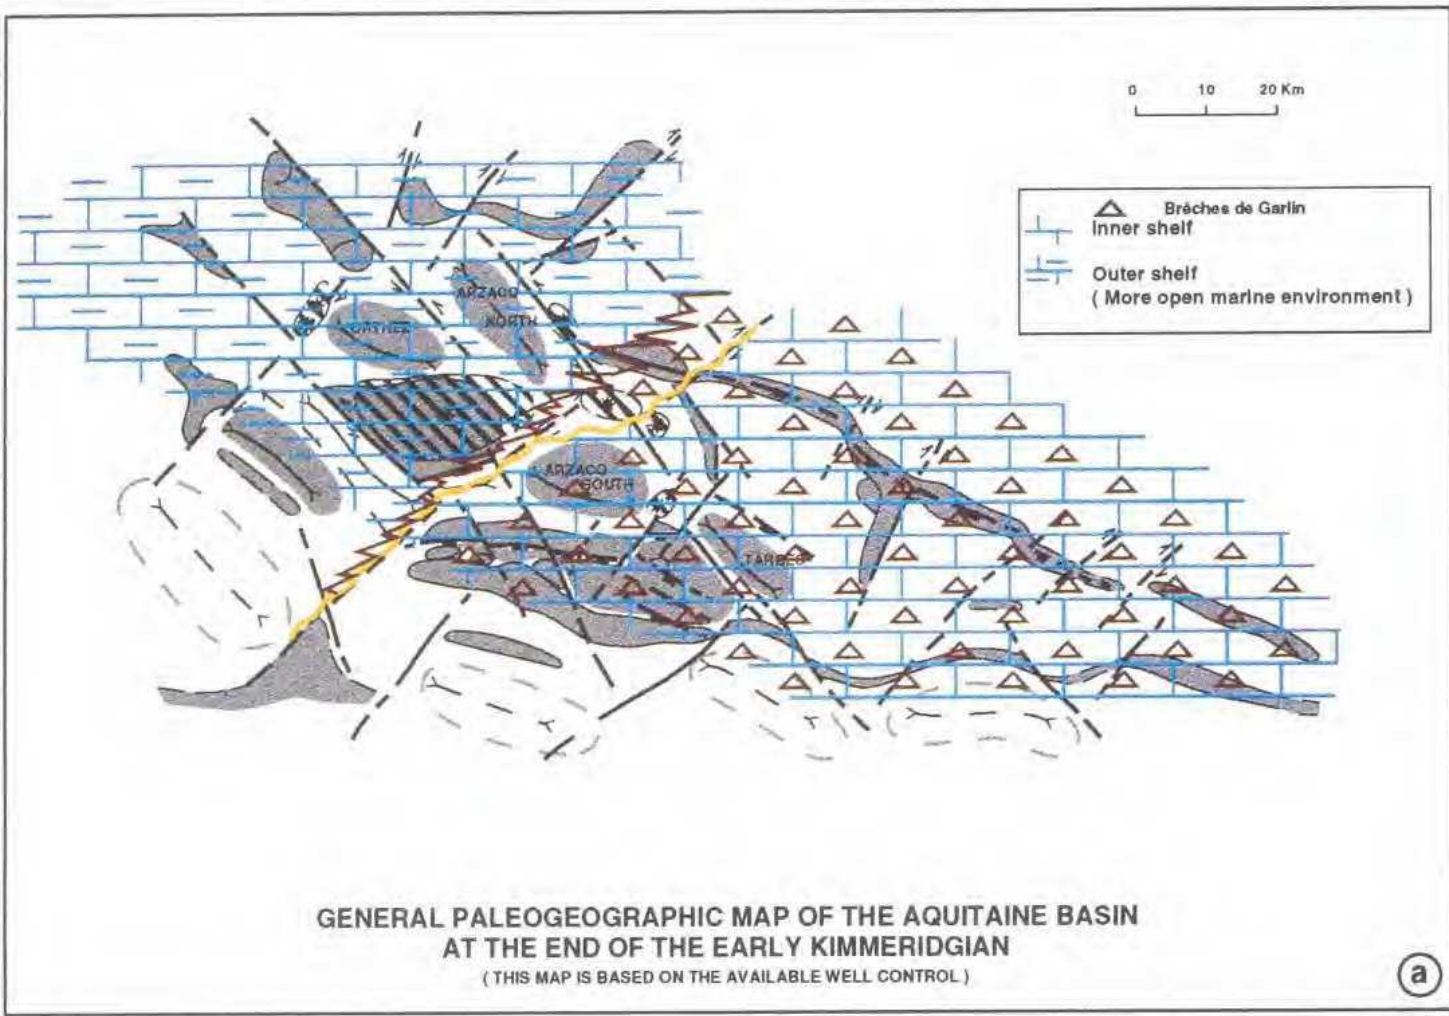 0 10 20 Km
Brèches de Garlin
Inner shelf
Outer shelf
( More open marine environment )
ARZACQ
NORTH
ORTHEZ
ARZACQ
SOUTH
TARBES
GENERAL PALEOGEOGRAPHIC MAP OF THE AQUITAINE BASIN
AT THE END OF THE EARLY KIMMERIDGIAN
( THIS MAP IS BASED ON THE AVAILABLE WELL CONTROL )
a